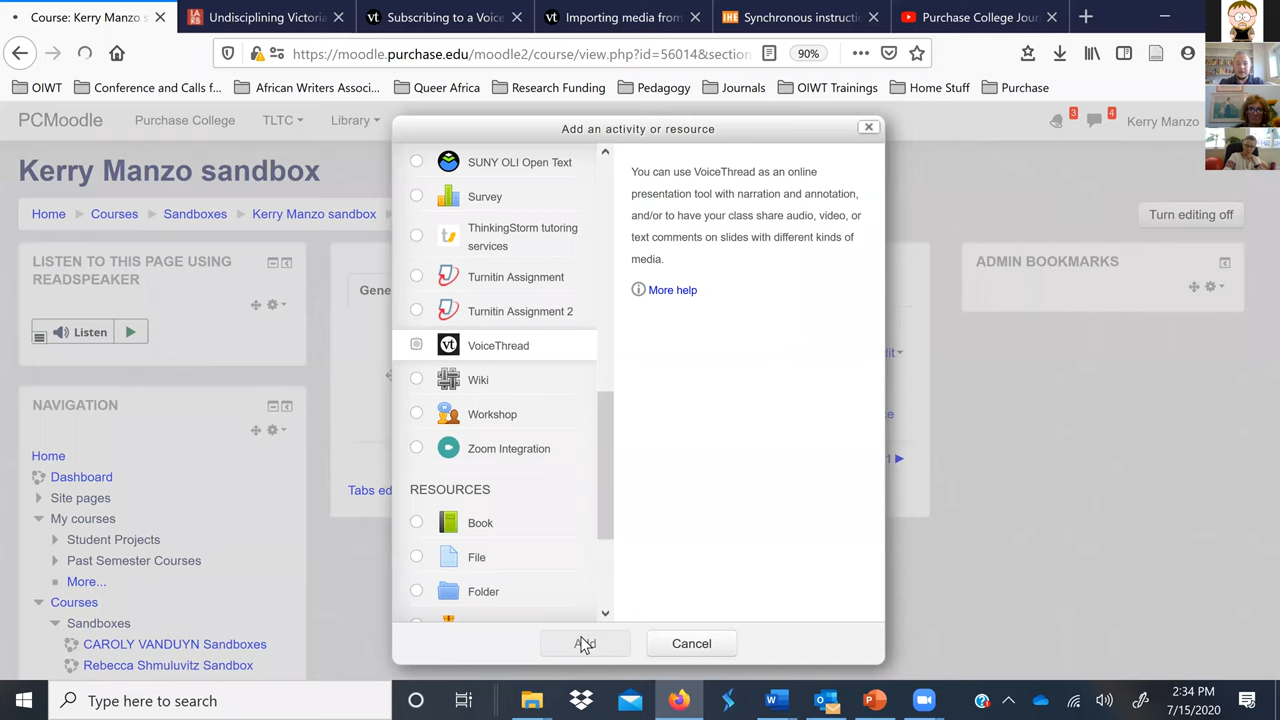 Course: Kerry Manzo s
Undisciplining Victoria
Subscribing to a Voice
Importing media from
Synchronous instructi
Purchase College Jour
https://moodle.purchase.edu/moodle2/course/view.php?id=56014&section
90%
OIWT
Conference and Calls f...
African Writers Associ...
Queer Africa
Research Funding
Pedagogy
Journals
OIWT Trainings
Home Stuff
Purchase
PCMoodle
Purchase College
TLTC
Library
3
4
Kerry Manzo
Kerry Manzo sandbox
Home
Courses
Sandboxes
Kerry Manzo sandbox
Turn editing off
LISTEN TO THIS PAGE USING
READSPEAKER
Listen
NAVIGATION
Home
Dashboard
Site pages
My courses
Student Projects
Past Semester Courses
More...
Courses
Sandboxes
CAROLY VANDUYN Sandboxes
Rebecca Shmuluvitz Sandbox
Gene
Tabs ed
Add an activity or resource
SUNY OLI Open Text
Survey
ThinkingStorm tutoring
services
Turnitin Assignment
Turnitin Assignment 2
VoiceThread
Wiki
Workshop
Zoom Integration
RESOURCES
Book
File
Folder
You can use VoiceThread as an online
presentation tool with narration and annotation,
and/or to have your class share audio, video, or
text comments on slides with different kinds of
media.
More help
Add
Cancel
ADMIN BOOKMARKS
Type here to search
2:34 PM
7/15/2020